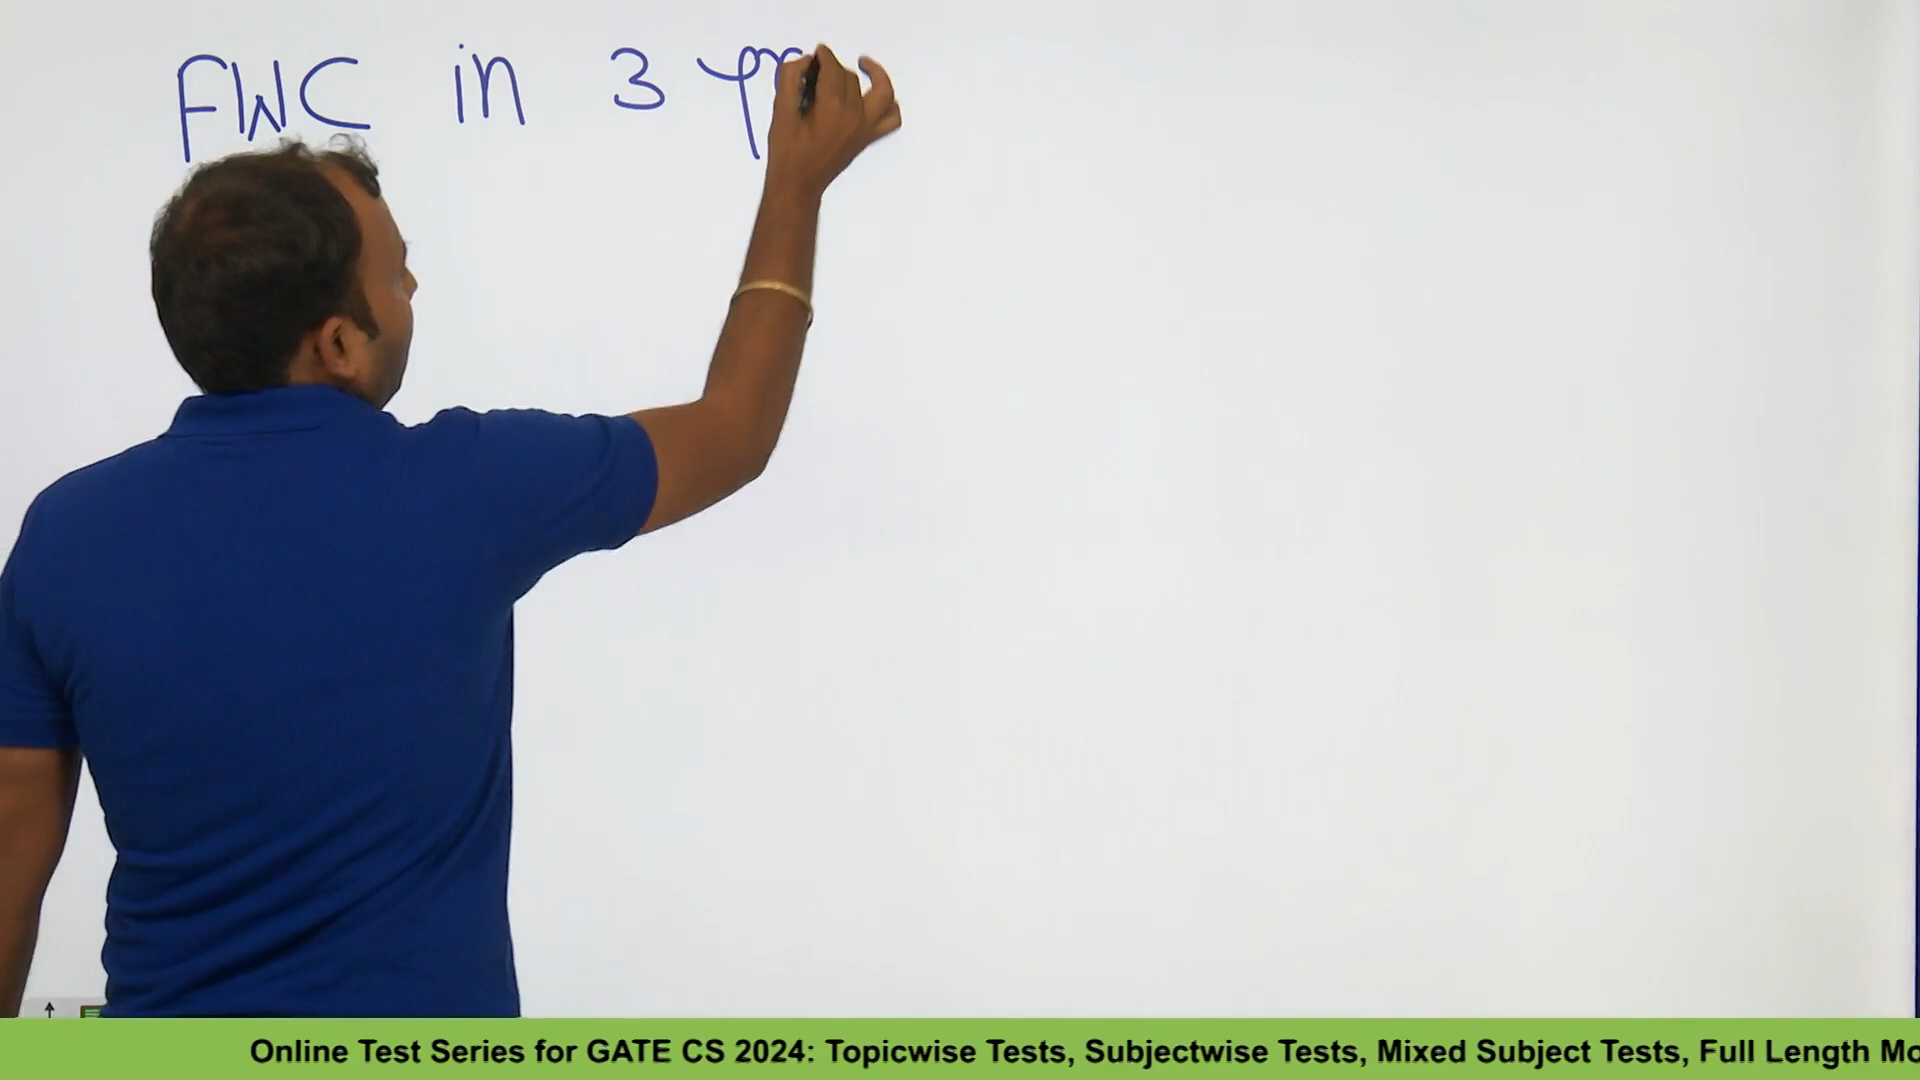 FWC in 3
Online Test Series for GATE CS 2024: Topicwise Tests, Subjectwise Tests, Mixed Subject Tests, Full Length Mo